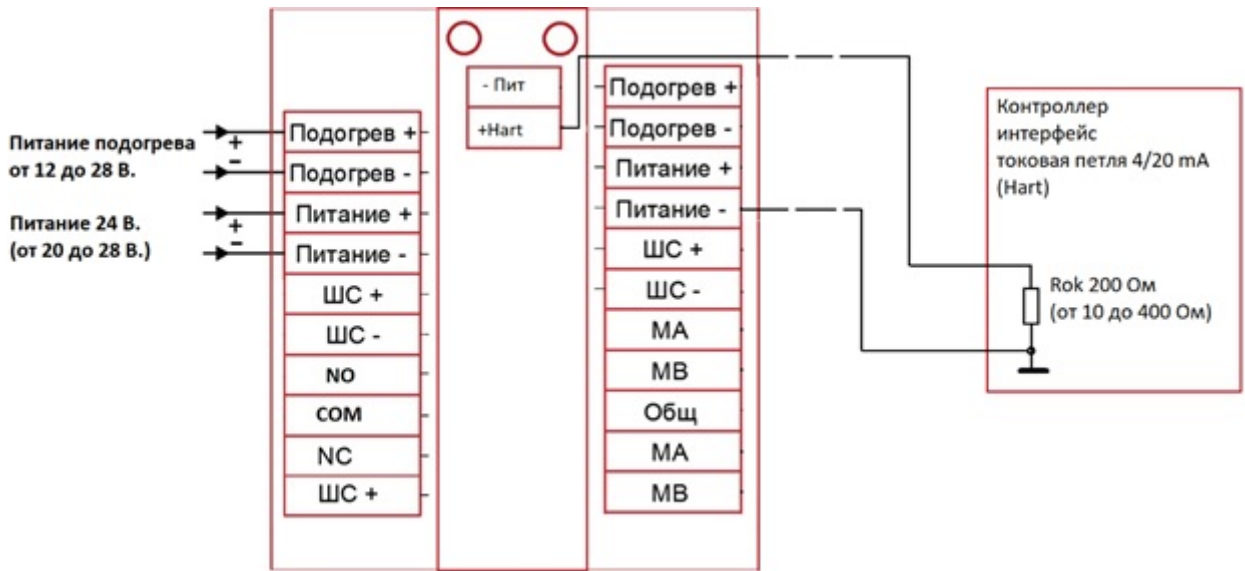 Питание подогрева
от 12 до 28 В.
+
−
Питание 24 В.
(от 20 до 28 В.)
+
−
Подогрев +
Подогрев -
Питание +
Питание -
ШС +
ШС -
NO
COM
NC
ШС +
- Пит
+Hart
Подогрев +
Подогрев -
Питание +
Питание -
ШС +
ШС -
МА
МВ
Общ
МА
МВ
Контроллер
интерфейс
токовая петля 4/20 mA
(Hart)
Rok 200 Ом
(от 10 до 400 Ом)